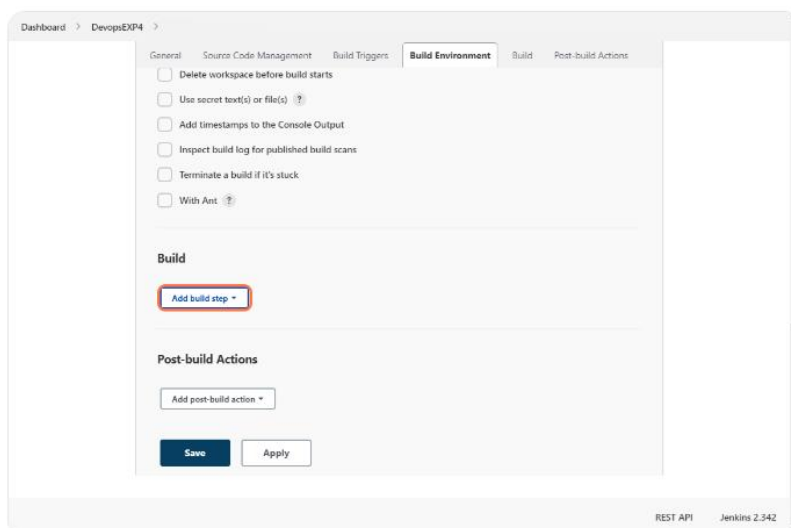 Dashboard > DevopsEXP4 >
General Source Code Management Build Triggers Build Environment Build Post-build Actions
Delete workspace before build starts
Use secret text(s) or file(s) ?
Add timestamps to the Console Output
Inspect build log for published build scans
Terminate a build if it's stuck
With Ant ?
Build
Add build step
Post-build Actions
Add post-build action
Save Apply
REST API Jenkins 2.342